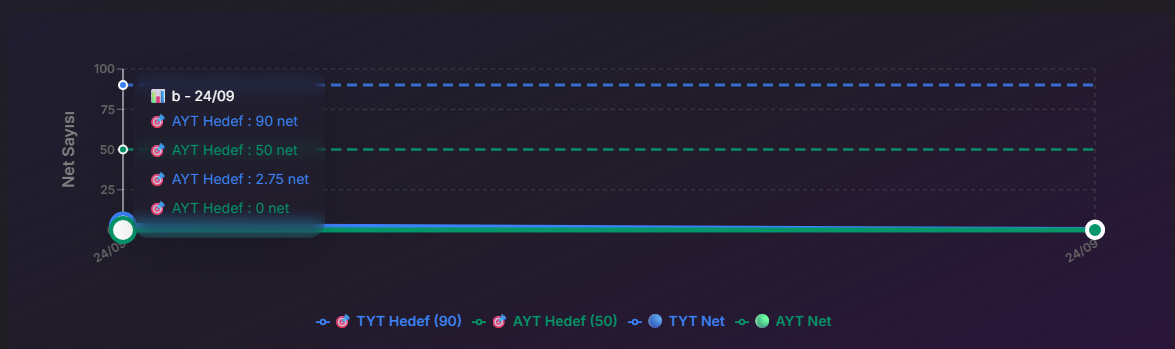 100
📊 b - 24/09
🎯 AYT Hedef : 90 net
75
🎯 AYT Hedef : 50 net
50
🎯 AYT Hedef : 2.75 net
25
🎯 AYT Hedef : 0 net
Net Sayısı
24/09
24/09
🎯 TYT Hedef (90) 🎯 AYT Hedef (50) 🔵 TYT Net 🟢 AYT Net